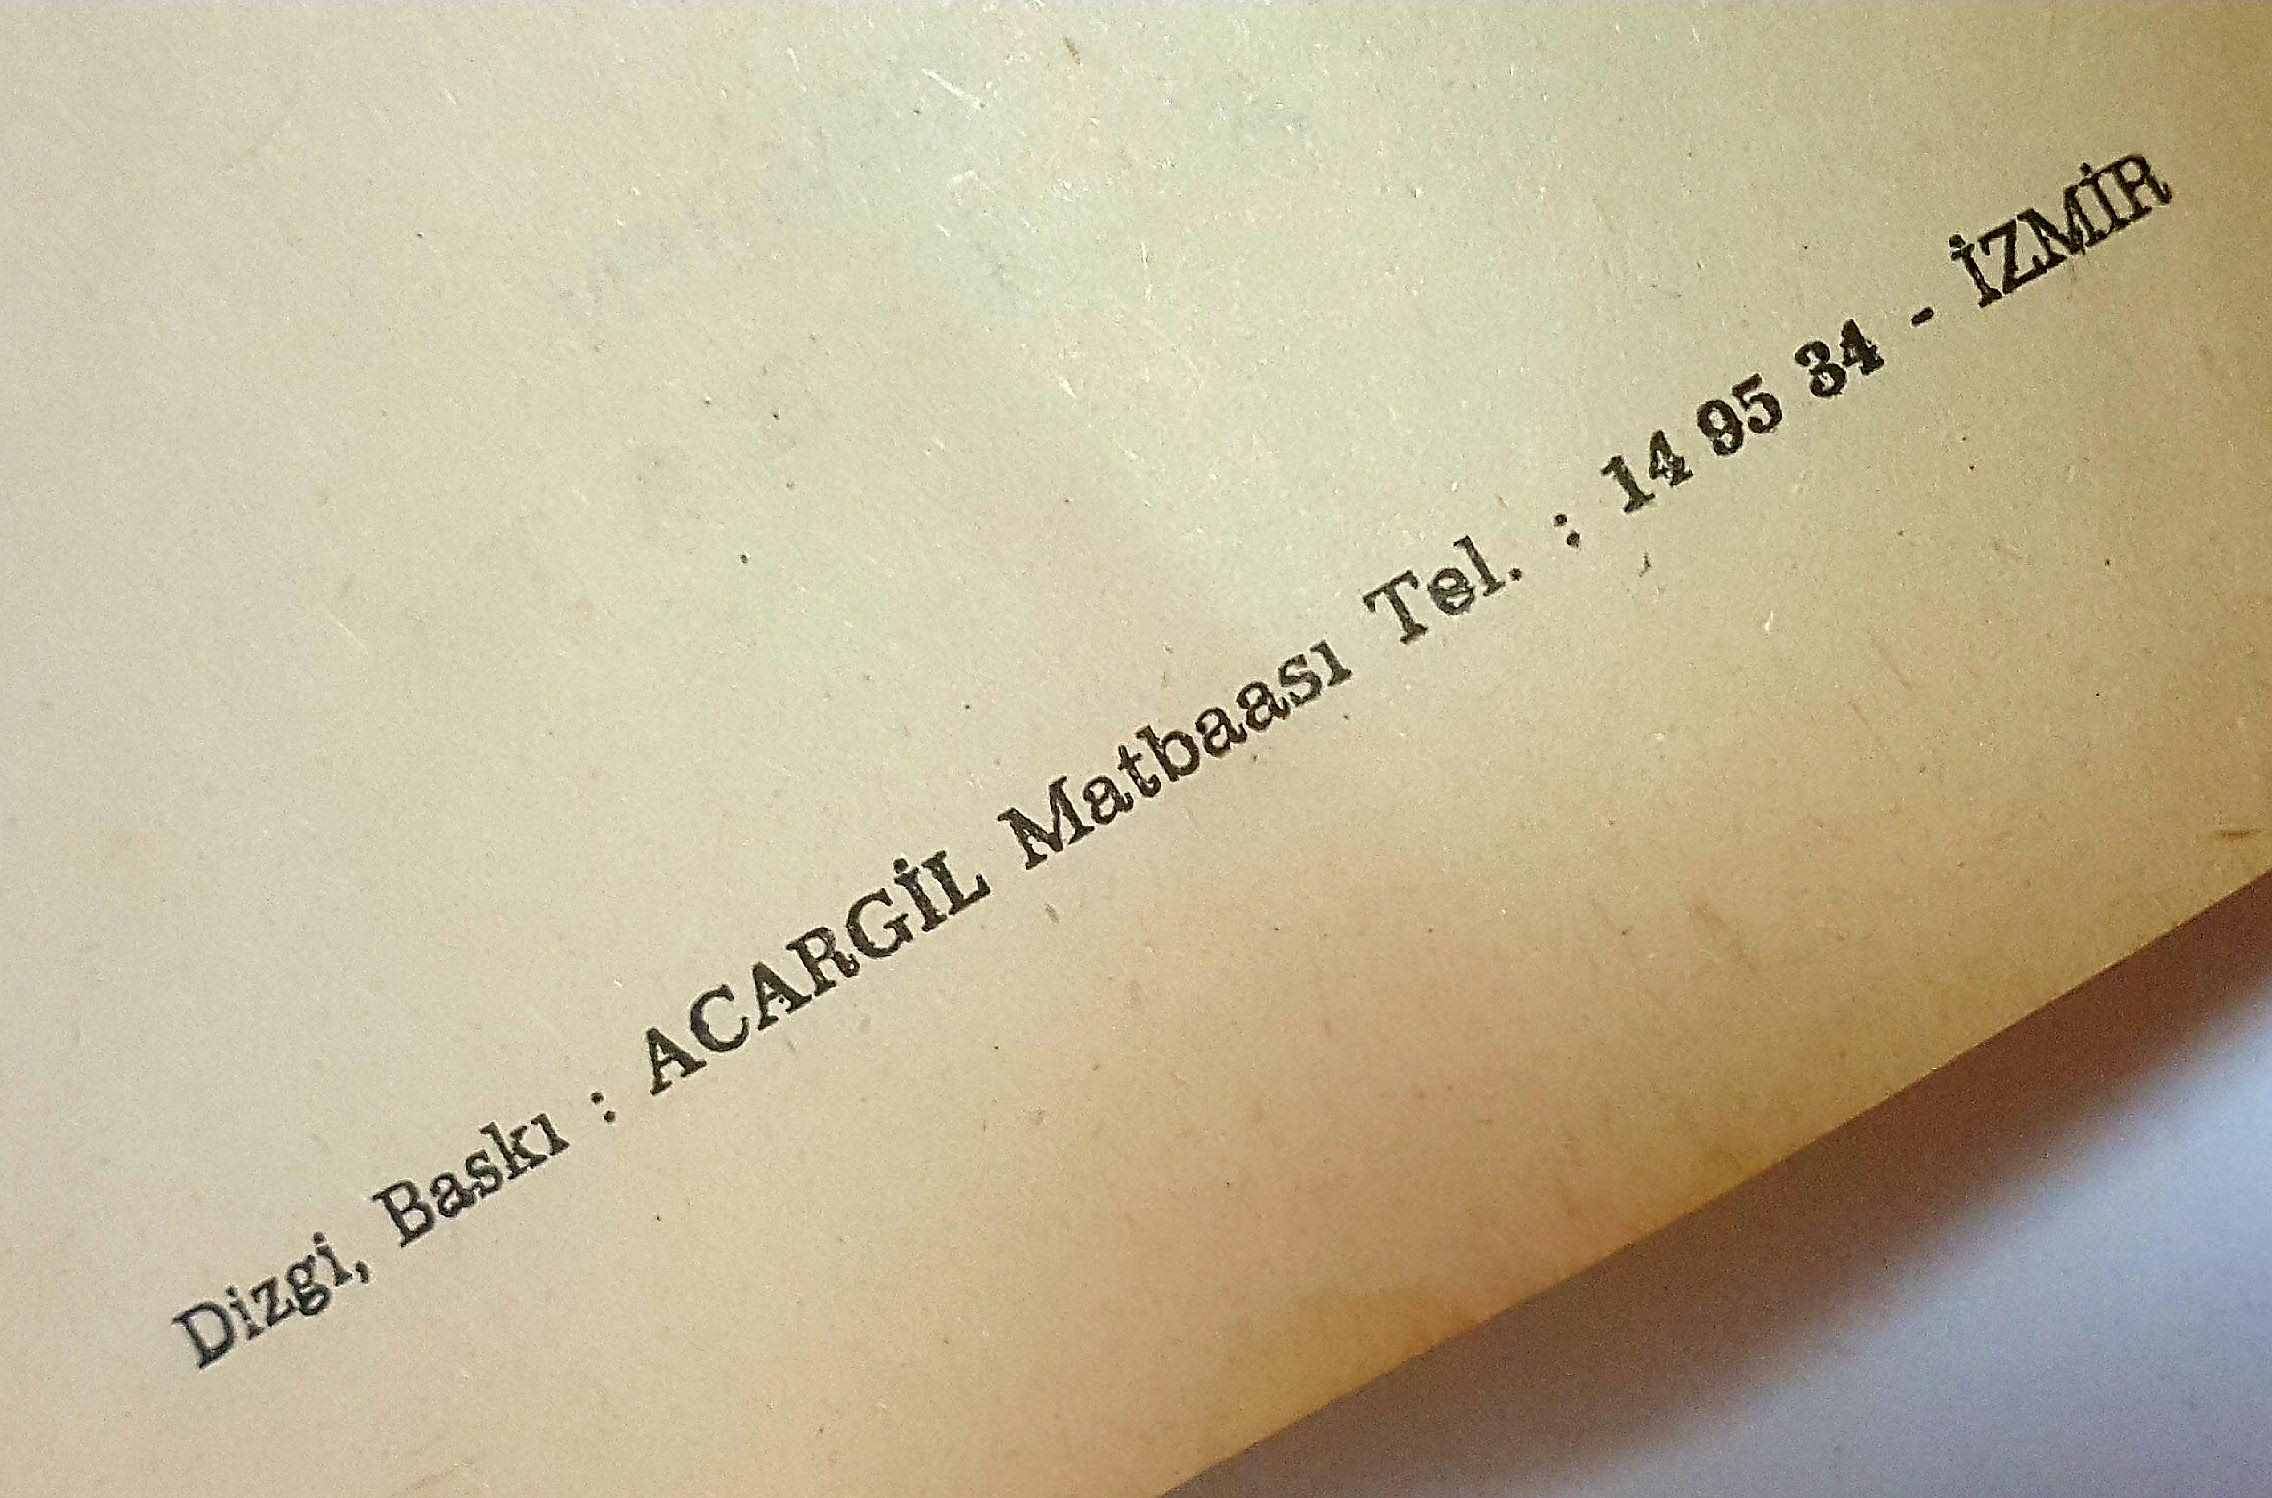 Dizgi, Baskı : ACARGİL Matbaası Tel. : 14 95 34 - İZMİR